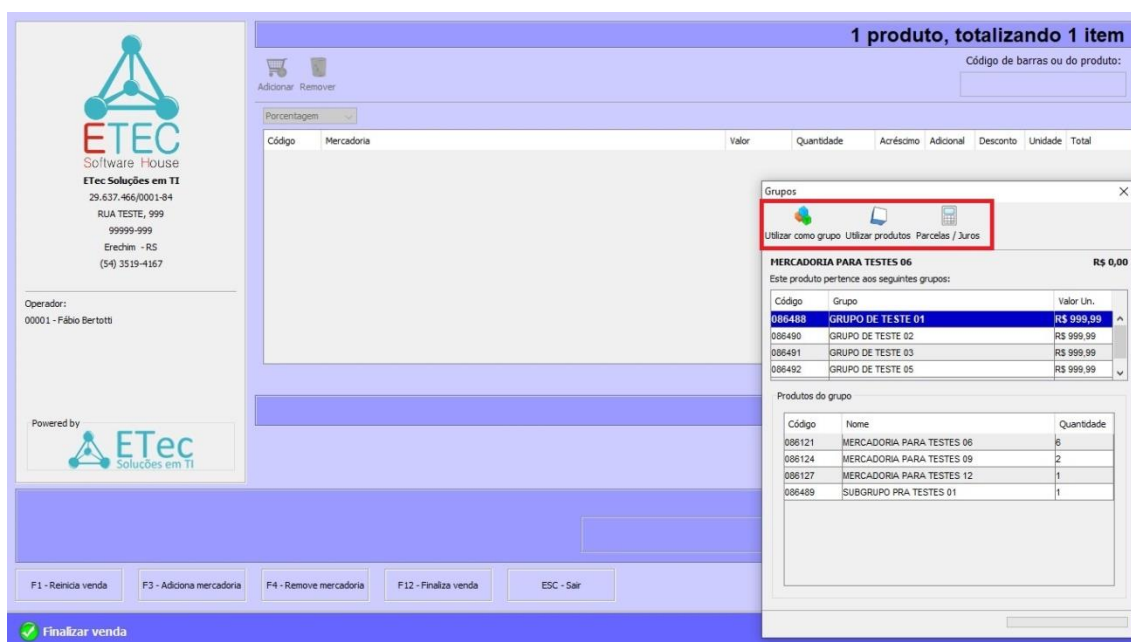 1 produto, totalizando 1 item
Código de barras ou do produto:
Adicionar Remover
Porcentagem
Código Mercadoria Valor Quantidade Acréscimo Adicional Desconto Unidade Total
ETEC
Software House
ETec Soluções em TI
29.637.466/0001-84
RUA TESTE, 999
99999-999
Erechim - RS
(54) 3519-4167
Operador:
00001 - Fábio Bertotti
Powered by
ETec
Soluções em TI
Grupos
Utilizar como grupo Utilizar produtos Parcelas / Juros
MERCADORIA PARA TESTES 06 R$ 0,00
Este produto pertence aos seguintes grupos:
Código Grupo Valor Un.
086488 GRUPO DE TESTE 01 R$ 999,99
086490 GRUPO DE TESTE 02 R$ 999,99
086491 GRUPO DE TESTE 03 R$ 999,99
086492 GRUPO DE TESTE 05 R$ 999,99
Produtos do grupo
Código Nome Quantidade
086121 MERCADORIA PARA TESTES 06 6
086124 MERCADORIA PARA TESTES 09 2
086127 MERCADORIA PARA TESTES 12 1
086489 SUBGRUPO PRA TESTES 01 1
F1 - Reinicia venda F3 - Adiciona mercadoria F4 - Remove mercadoria F12 - Finaliza venda ESC - Sair
Finalizar venda